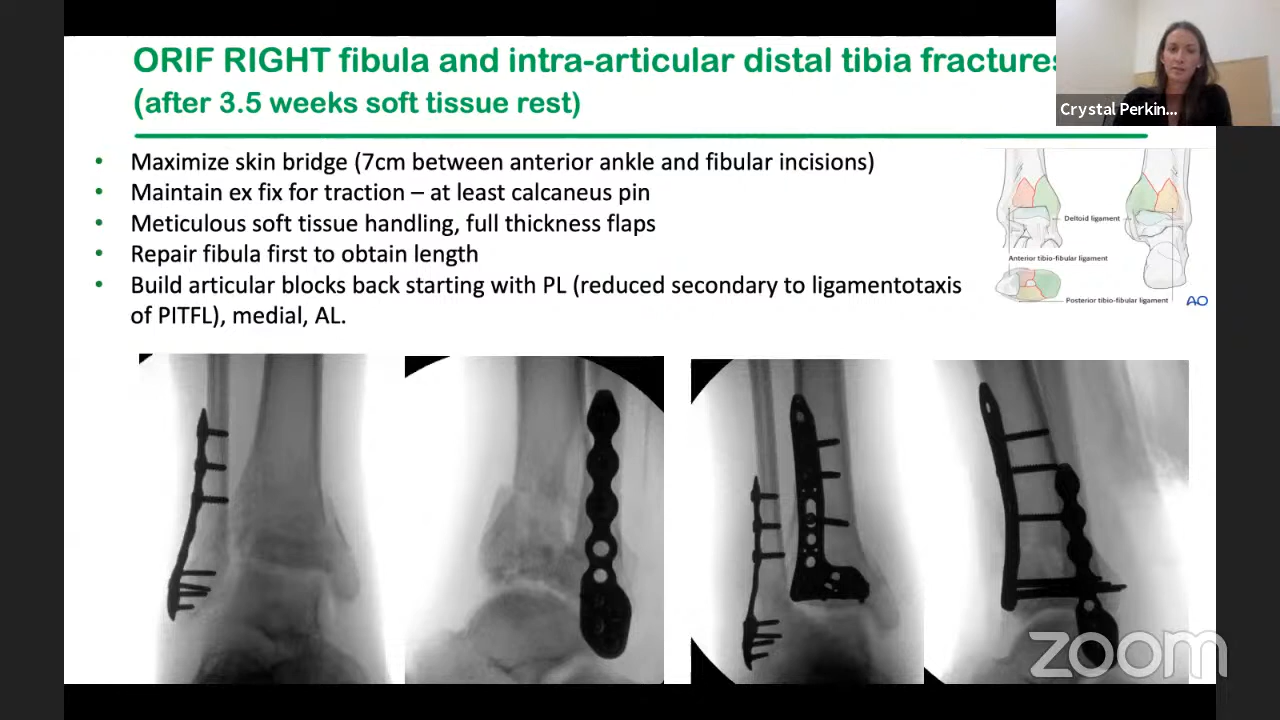 ORIF RIGHT fibula and intra-articular distal tibia fractures
(after 3.5 weeks soft tissue rest)
Crystal Perkin...
• Maximize skin bridge (7cm between anterior ankle and fibular incisions)
• Maintain ex fix for traction – at least calcaneus pin
• Meticulous soft tissue handling, full thickness flaps
• Repair fibula first to obtain length
• Build articular blocks back starting with PL (reduced secondary to ligamentotaxis
of PITFL), medial, AL.
Deltoid ligament
Anterior tibio-fibular ligament
Posterior tibio-fibular ligament
AO
zoom